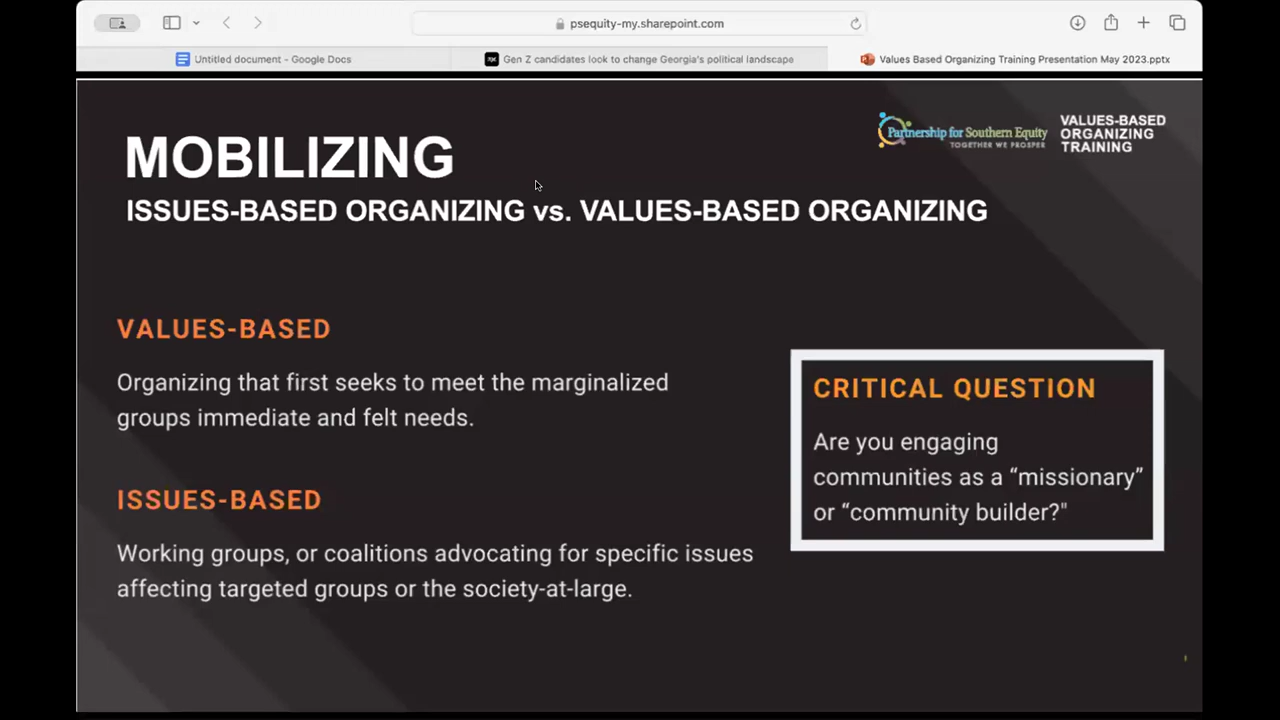 psequity-my.sharepoint.com
Untitled document - Google Docs
Gen Z candidates look to change Georgia's political landscape
Values Based Organizing Training Presentation May 2023.pptx
Partnership for Southern Equity
TOGETHER WE PROSPER
VALUES-BASED
ORGANIZING
TRAINING
MOBILIZING
ISSUES-BASED ORGANIZING vs. VALUES-BASED ORGANIZING
VALUES-BASED
Organizing that first seeks to meet the marginalized
groups immediate and felt needs.
ISSUES-BASED
Working groups, or coalitions advocating for specific issues
affecting targeted groups or the society-at-large.
CRITICAL QUESTION
Are you engaging
communities as a “missionary”
or “community builder?"